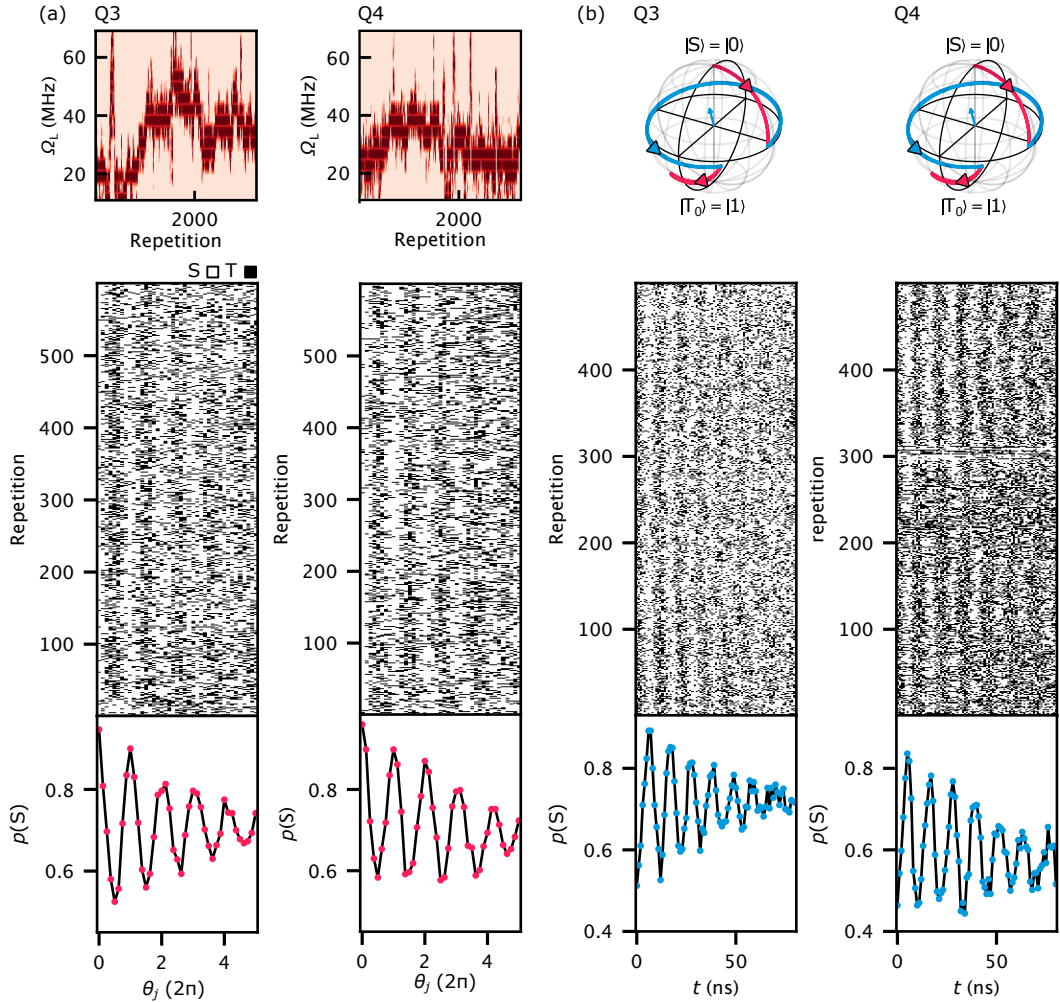 (a)
Q3
Q4
(b)
Q3
Q4
Ω_L (MHz)
60
40
20
2000
Repetition
Ω_L (MHz)
60
40
20
2000
Repetition
|S⟩ = |0⟩
|T₀⟩ = |1⟩
|S⟩ = |0⟩
|T₀⟩ = |1⟩
S T
Repetition
500
400
300
200
100
Repetition
500
400
300
200
100
Repetition
400
300
200
100
repetition
400
300
200
100
p(S)
0.8
0.6
0 2 4
θ_j (2π)
p(S)
0.8
0.6
0 2 4
θ_j (2π)
p(S)
0.8
0.6
0.4
0 50
t (ns)
p(S)
0.8
0.6
0.4
0 50
t (ns)